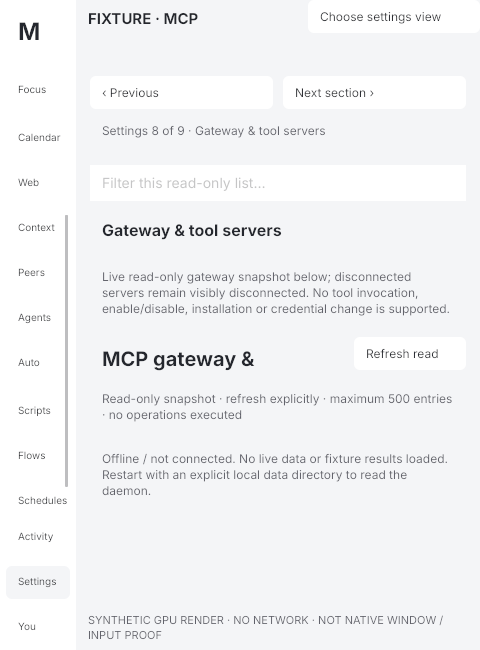 M
Focus
Calendar
Web
Context
Peers
Agents
Auto
Scripts
Flows
Schedules
Activity
Settings
You
FIXTURE · MCP
Choose settings view
‹ Previous
Next section ›
Settings 8 of 9 · Gateway & tool servers
Filter this read-only list...
Gateway & tool servers
Live read-only gateway snapshot below; disconnected
servers remain visibly disconnected. No tool invocation,
enable/disable, installation or credential change is supported.
MCP gateway &
Refresh read
Read-only snapshot · refresh explicitly · maximum 500 entries
· no operations executed
Offline / not connected. No live data or fixture results loaded.
Restart with an explicit local data directory to read the
daemon.
SYNTHETIC GPU RENDER · NO NETWORK · NOT NATIVE WINDOW /
INPUT PROOF